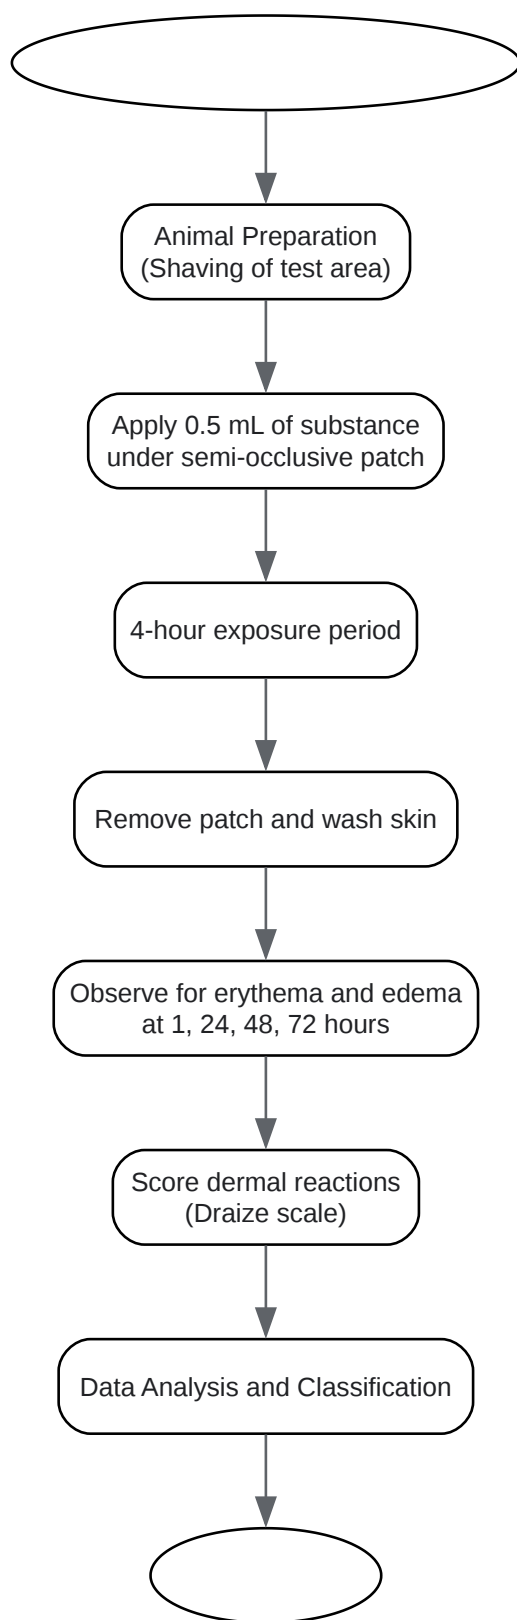 Animal Preparation
(Shaving of test area)
Apply 0.5 mL of substance
under semi-occlusive patch
4-hour exposure period
Remove patch and wash skin
Observe for erythema and edema
at 1, 24, 48, 72 hours
Score dermal reactions
(Draize scale)
Data Analysis and Classification